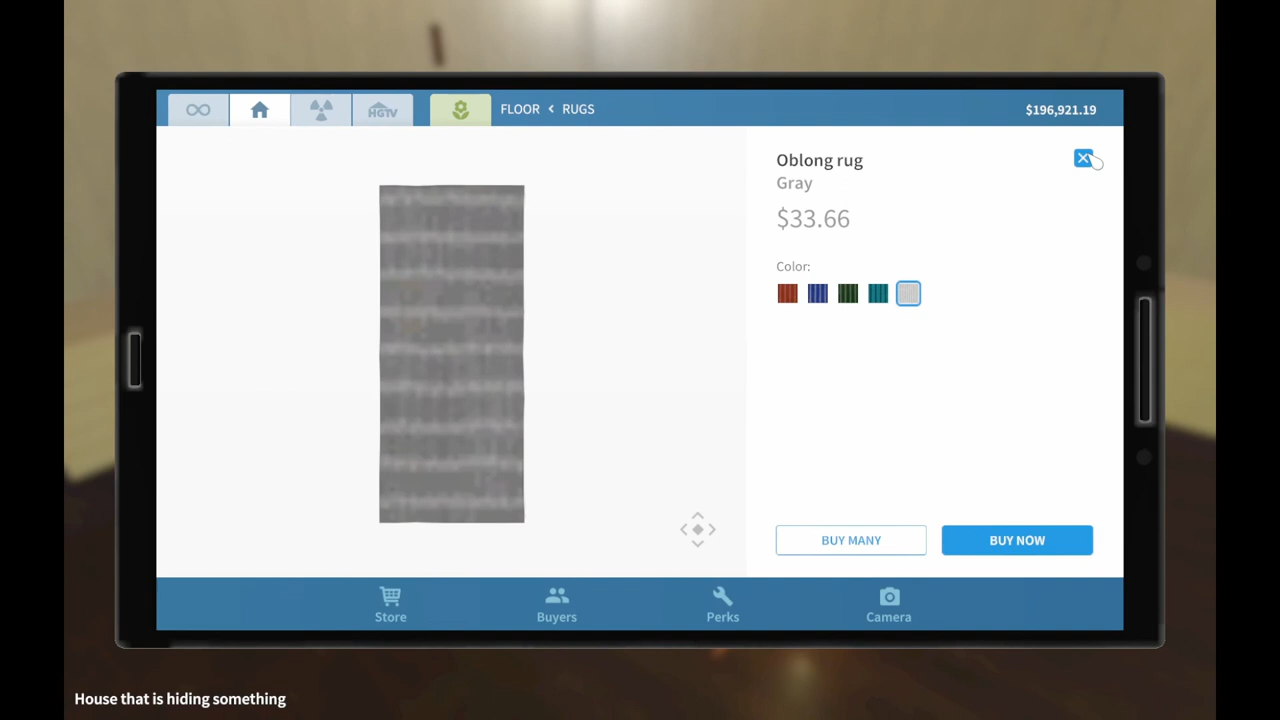 HGTV
FLOOR < RUGS
$196,921.19
Oblong rug
Gray
$33.66
Color:
BUY MANY
BUY NOW
Store
Buyers
Perks
Camera
House that is hiding something